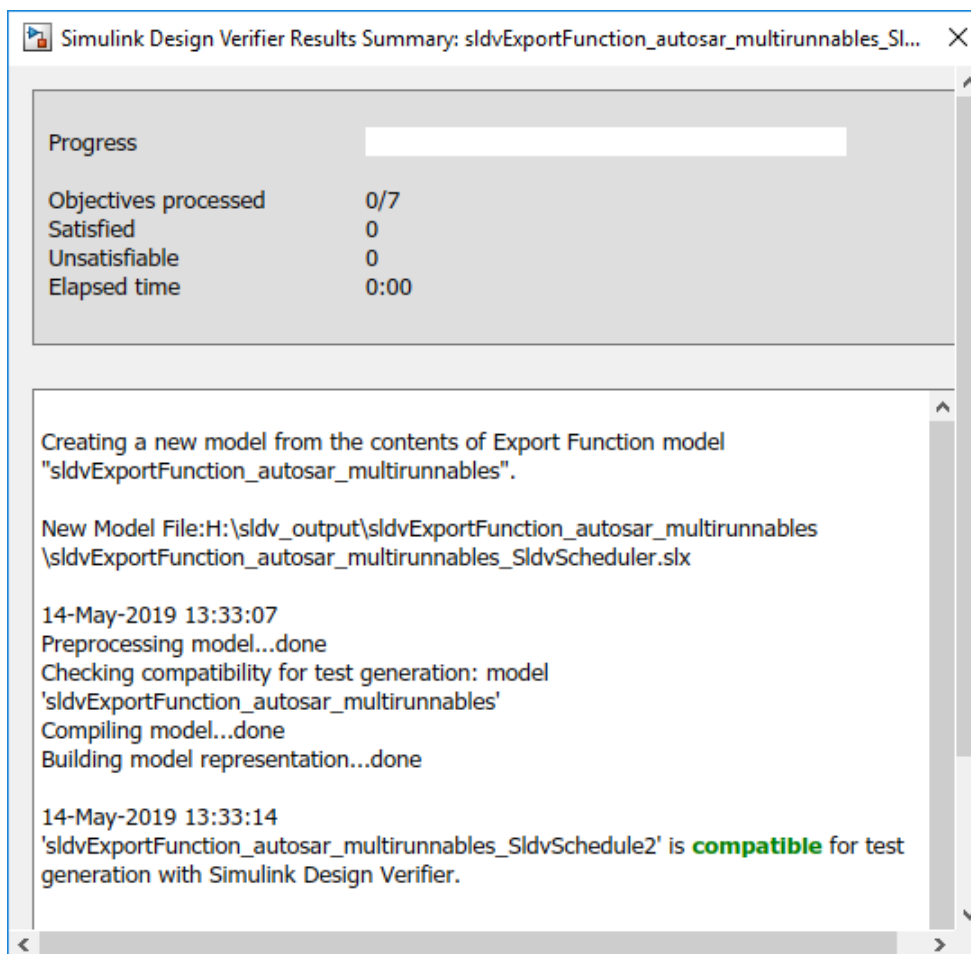 Simulink Design Verifier Results Summary: sldvExportFunction_autosar_multirunnables_Sl...
Progress
Objectives processed 0/7
Satisfied 0
Unsatisfiable 0
Elapsed time 0:00
Creating a new model from the contents of Export Function model
"sldvExportFunction_autosar_multirunnables".
New Model File:H:\sldv_output\sldvExportFunction_autosar_multirunnables
\sldvExportFunction_autosar_multirunnables_SldvScheduler.slx
14-May-2019 13:33:07
Preprocessing model...done
Checking compatibility for test generation: model
'sldvExportFunction_autosar_multirunnables'
Compiling model...done
Building model representation...done
14-May-2019 13:33:14
'sldvExportFunction_autosar_multirunnables_SldvSchedule2' is compatible for test
generation with Simulink Design Verifier.